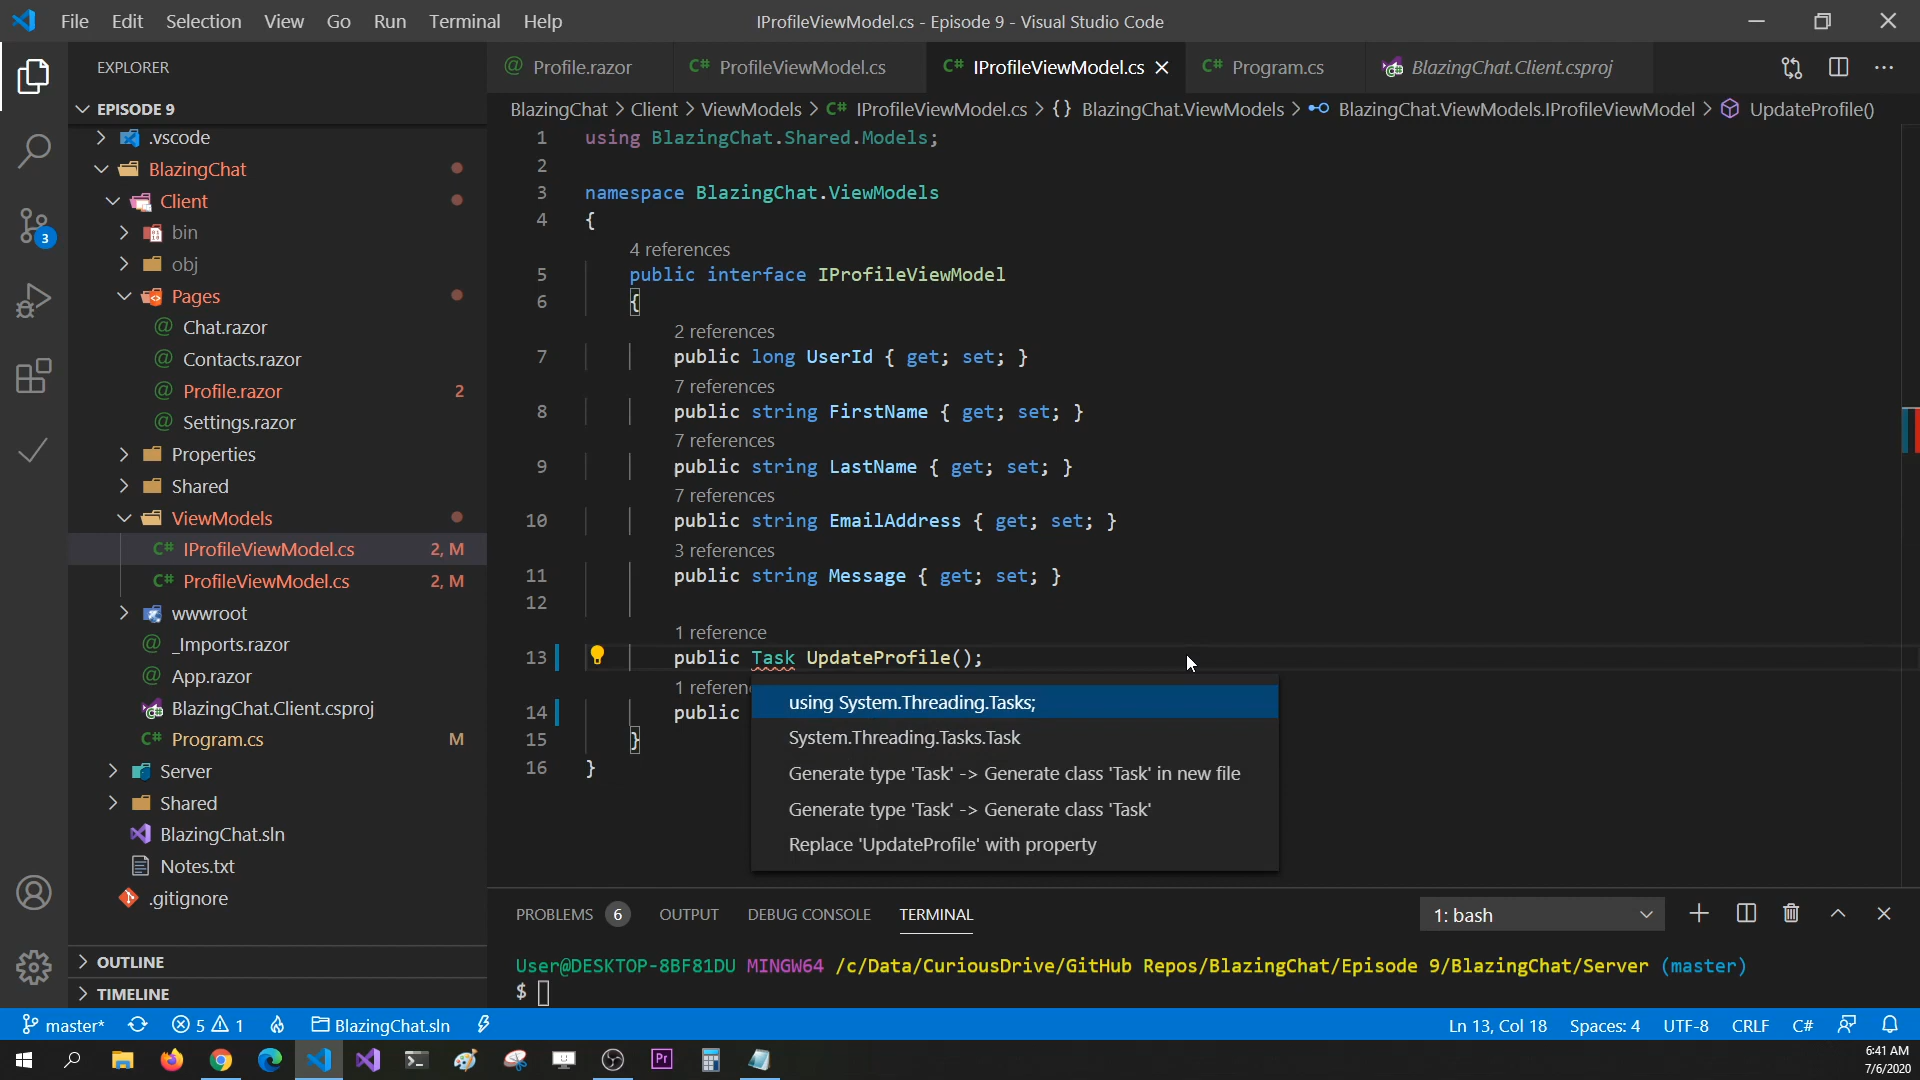 File Edit Selection View Go Run Terminal Help
IProfileViewModel.cs - Episode 9 - Visual Studio Code
EXPLORER
EPISODE 9
.vscode
BlazingChat
Client
bin
obj
Pages
Chat.razor
Contacts.razor
Profile.razor 2
Settings.razor
Properties
Shared
ViewModels
C# IProfileViewModel.cs 2, M
C# ProfileViewModel.cs 2, M
wwwroot
_Imports.razor
App.razor
BlazingChat.Client.csproj
C# Program.cs M
Server
Shared
BlazingChat.sln
Notes.txt
.gitignore
OUTLINE
TIMELINE
3
Profile.razor C# ProfileViewModel.cs C# IProfileViewModel.cs C# Program.cs BlazingChat.Client.csproj
BlazingChat > Client > ViewModels > C# IProfileViewModel.cs > {} BlazingChat.ViewModels > BlazingChat.ViewModels.IProfileViewModel > UpdateProfile()
1 using BlazingChat.Shared.Models;
2
3 namespace BlazingChat.ViewModels
4 {
4 references
5 public interface IProfileViewModel
6 {
2 references
7 public long UserId { get; set; }
7 references
8 public string FirstName { get; set; }
7 references
9 public string LastName { get; set; }
7 references
10 public string EmailAddress { get; set; }
3 references
11 public string Message { get; set; }
12
1 reference
13 public Task UpdateProfile();
1 referen
14 public
15 }
16 }
using System.Threading.Tasks;
System.Threading.Tasks.Task
Generate type 'Task' -> Generate class 'Task' in new file
Generate type 'Task' -> Generate class 'Task'
Replace 'UpdateProfile' with property
PROBLEMS 6 OUTPUT DEBUG CONSOLE TERMINAL 1: bash
User@DESKTOP-8BF81DU MINGW64 /c/Data/CuriousDrive/GitHub Repos/BlazingChat/Episode 9/BlazingChat/Server (master)
$
master* 5 1 BlazingChat.sln Ln 13, Col 18 Spaces: 4 UTF-8 CRLF C#
Pr
6:41 AM
7/6/2020